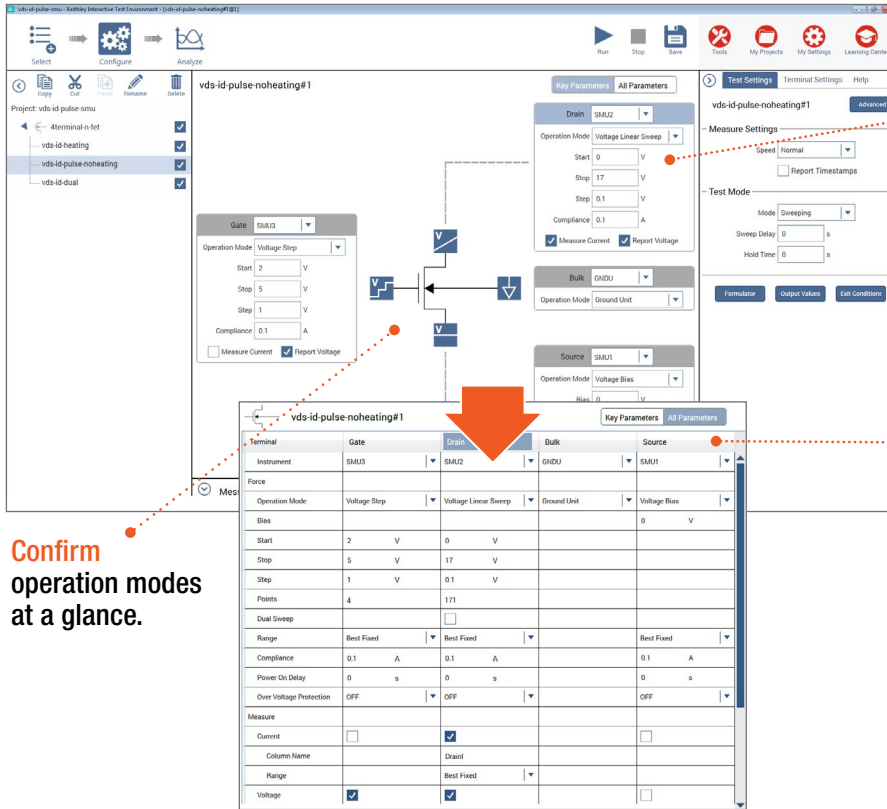 vds-id-pulse-smu - Keithley Interactive Test Environment - [vds-id-pulse-noheating#1@1]
Select
Configure
Analyze
Run
Stop
Save
Tools
My Projects
My Settings
Learning Center
Copy
Cut
Paste
Rename
Delete
Project: vds-id-pulse-smu
4terminal-n-fet
vds-id-heating
vds-id-pulse-noheating
vds-id-dual
vds-id-pulse-noheating#1
Key Parameters All Parameters
Gate SMU3
Operation Mode Voltage Step
Start 2 V
Stop 5 V
Step 1 V
Compliance 0.1 A
Measure Current Report Voltage
V
V
V
Drain SMU2
Operation Mode Voltage Linear Sweep
Start 0 V
Stop 17 V
Step 0.1 V
Compliance 0.1 A
Measure Current Report Voltage
Bulk GNDU
Operation Mode Ground Unit
Source SMU1
Operation Mode Voltage Bias
Bias 0 V
Test Settings Terminal Settings Help
vds-id-pulse-noheating#1 Advanced
Measure Settings
Speed Normal
Report Timestamps
Test Mode
Mode Sweeping
Sweep Delay 0 s
Hold Time 0 s
Formulator Output Values Exit Conditions
Mess
Confirm
operation modes
at a glance.
vds-id-pulse-noheating#1 Key Parameters All Parameters
Terminal Gate Drain Bulk Source
Instrument SMU3 SMU2 GNDU SMU1
Force
Operation Mode Voltage Step Voltage Linear Sweep Ground Unit Voltage Bias
Bias 0 V
Start 2 V 0 V
Stop 5 V 17 V
Step 1 V 0.1 V
Points 4 171
Dual Sweep
Range Best Fixed Best Fixed Best Fixed
Compliance 0.1 A 0.1 A 0.1 A
Power On Delay 0 s 0 s 0 s
Over Voltage Protection OFF OFF OFF
Measure
Current
Column Name DrainI
Range Best Fixed
Voltage